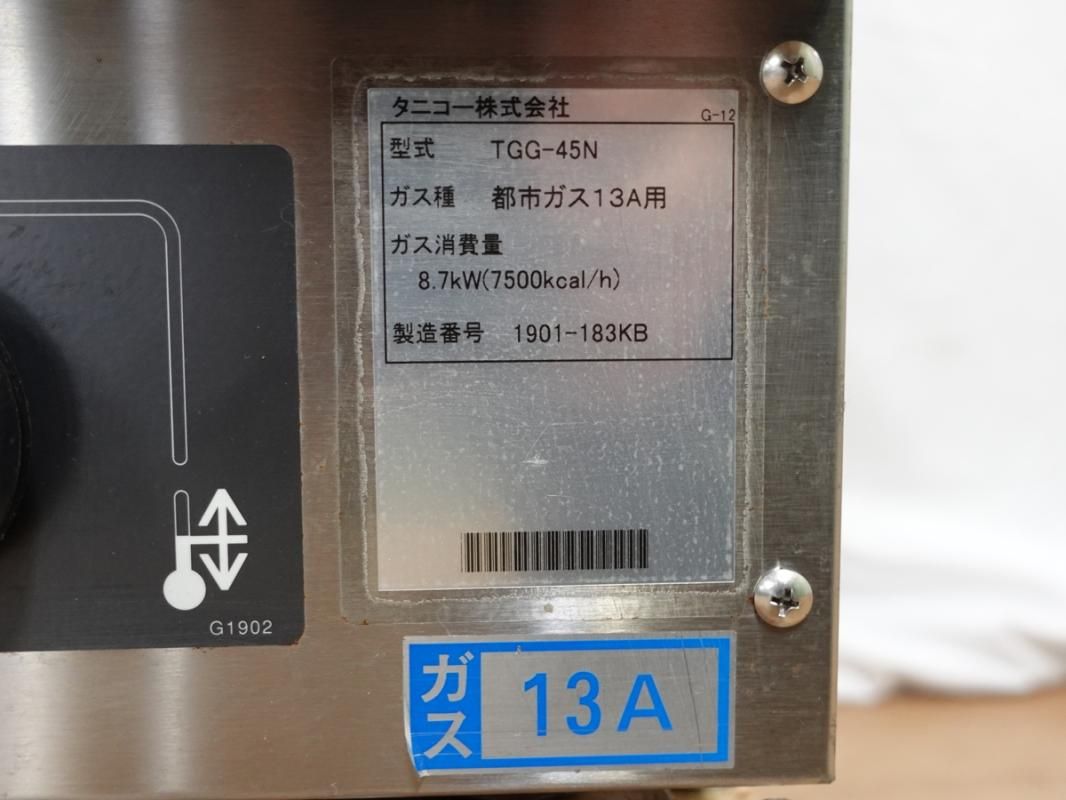 タニコー株式会社
G-12
型式 TGG-45N
ガス種 都市ガス13A用
ガス消費量
8.7kW(7500kcal/h)
製造番号 1901-183KB
G1902
ガス 13A